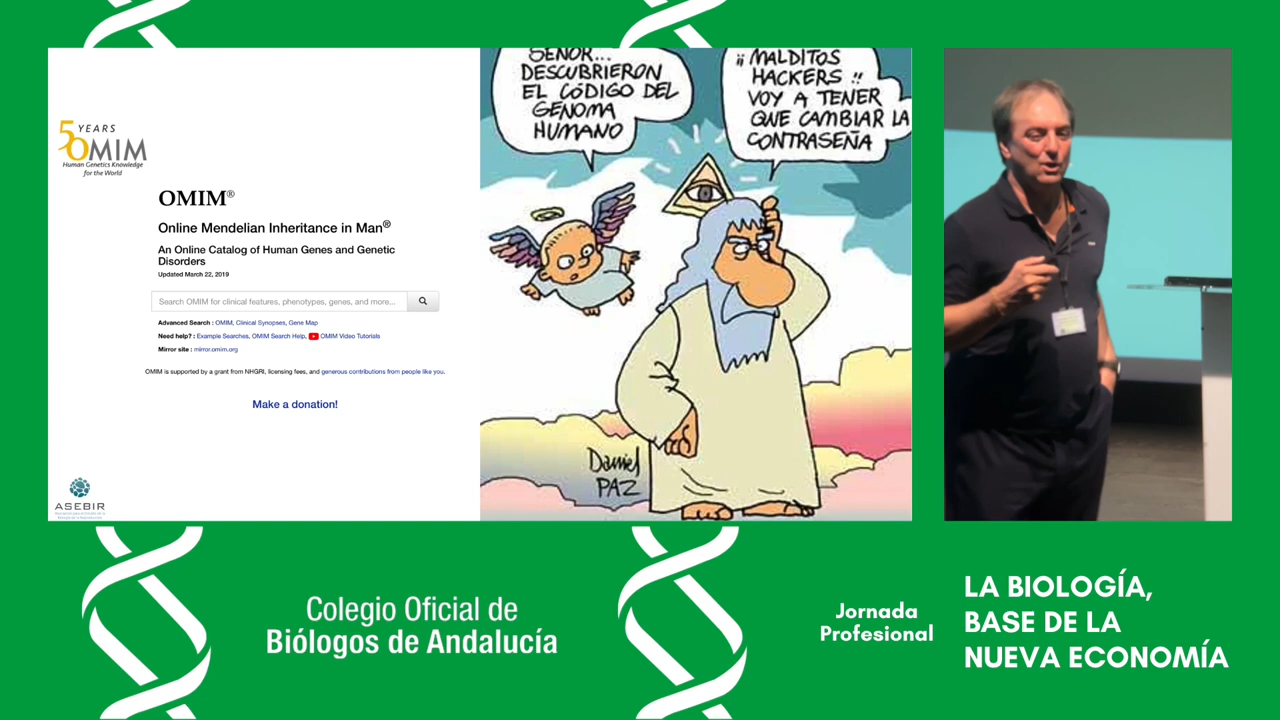 5O YEARS
OMIM
Human Genetics Knowledge
for the World
OMIM®
Online Mendelian Inheritance in Man®
An Online Catalog of Human Genes and Genetic
Disorders
Updated March 22, 2019
Search OMIM for clinical features, phenotypes, genes, and more...
Advanced Search : OMIM, Clinical Synopses, Gene Map
Need help? : Example Searches, OMIM Search Help, OMIM Video Tutorials
Mirror site : mirror.omim.org
OMIM is supported by a grant from NHGRI, licensing fees, and generous contributions from people like you.
Make a donation!
ASEBIR
SEÑOR...
DESCUBRIERON
EL CÓDIGO DEL
GENOMA
HUMANO
¡¡MALDITOS
HACKERS!!
VOY A TENER
QUE CAMBIAR LA
CONTRASEÑA
Daniel
PAZ
Colegio Oficial de
Biólogos de Andalucía
Jornada
Profesional
LA BIOLOGÍA,
BASE DE LA
NUEVA ECONOMÍA